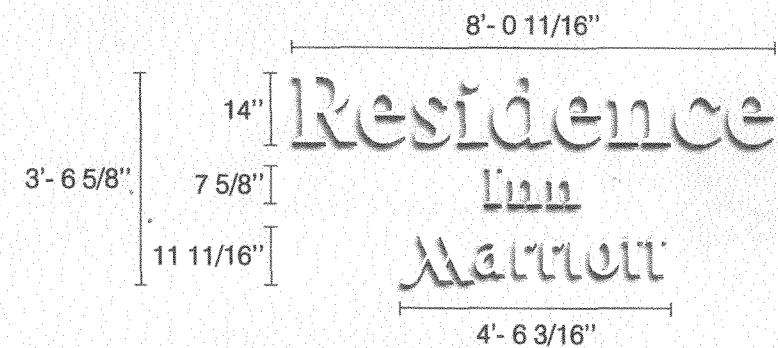 8'- 0 11/16"
14"
Residence
3'- 6 5/8"
7 5/8"
Inn
11 11/16"
Marriott
4'- 6 3/16"